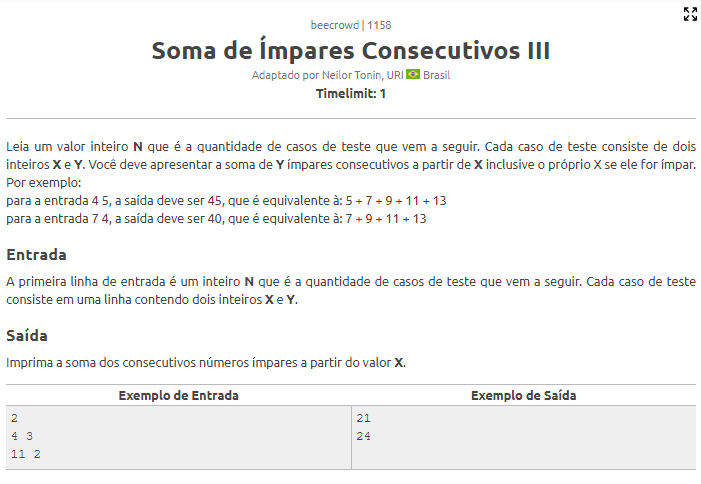 beecrowd | 1158
Soma de Ímpares Consecutivos III
Adaptado por Neilor Tonin, URI Brasil
Timelimit: 1
Leia um valor inteiro N que é a quantidade de casos de teste que vem a seguir. Cada caso de teste consiste de dois
inteiros X e Y. Você deve apresentar a soma de Y ímpares consecutivos a partir de X inclusive o próprio X se ele for ímpar.
Por exemplo:
para a entrada 4 5, a saída deve ser 45, que é equivalente à: 5 + 7 + 9 + 11 + 13
para a entrada 7 4, a saída deve ser 40, que é equivalente à: 7 + 9 + 11 + 13
Entrada
A primeira linha de entrada é um inteiro N que é a quantidade de casos de teste que vem a seguir. Cada caso de teste
consiste em uma linha contendo dois inteiros X e Y.
Saída
Imprima a soma dos consecutivos números ímpares a partir do valor X.
Exemplo de Entrada
Exemplo de Saída
2
4 3
11 2
21
24